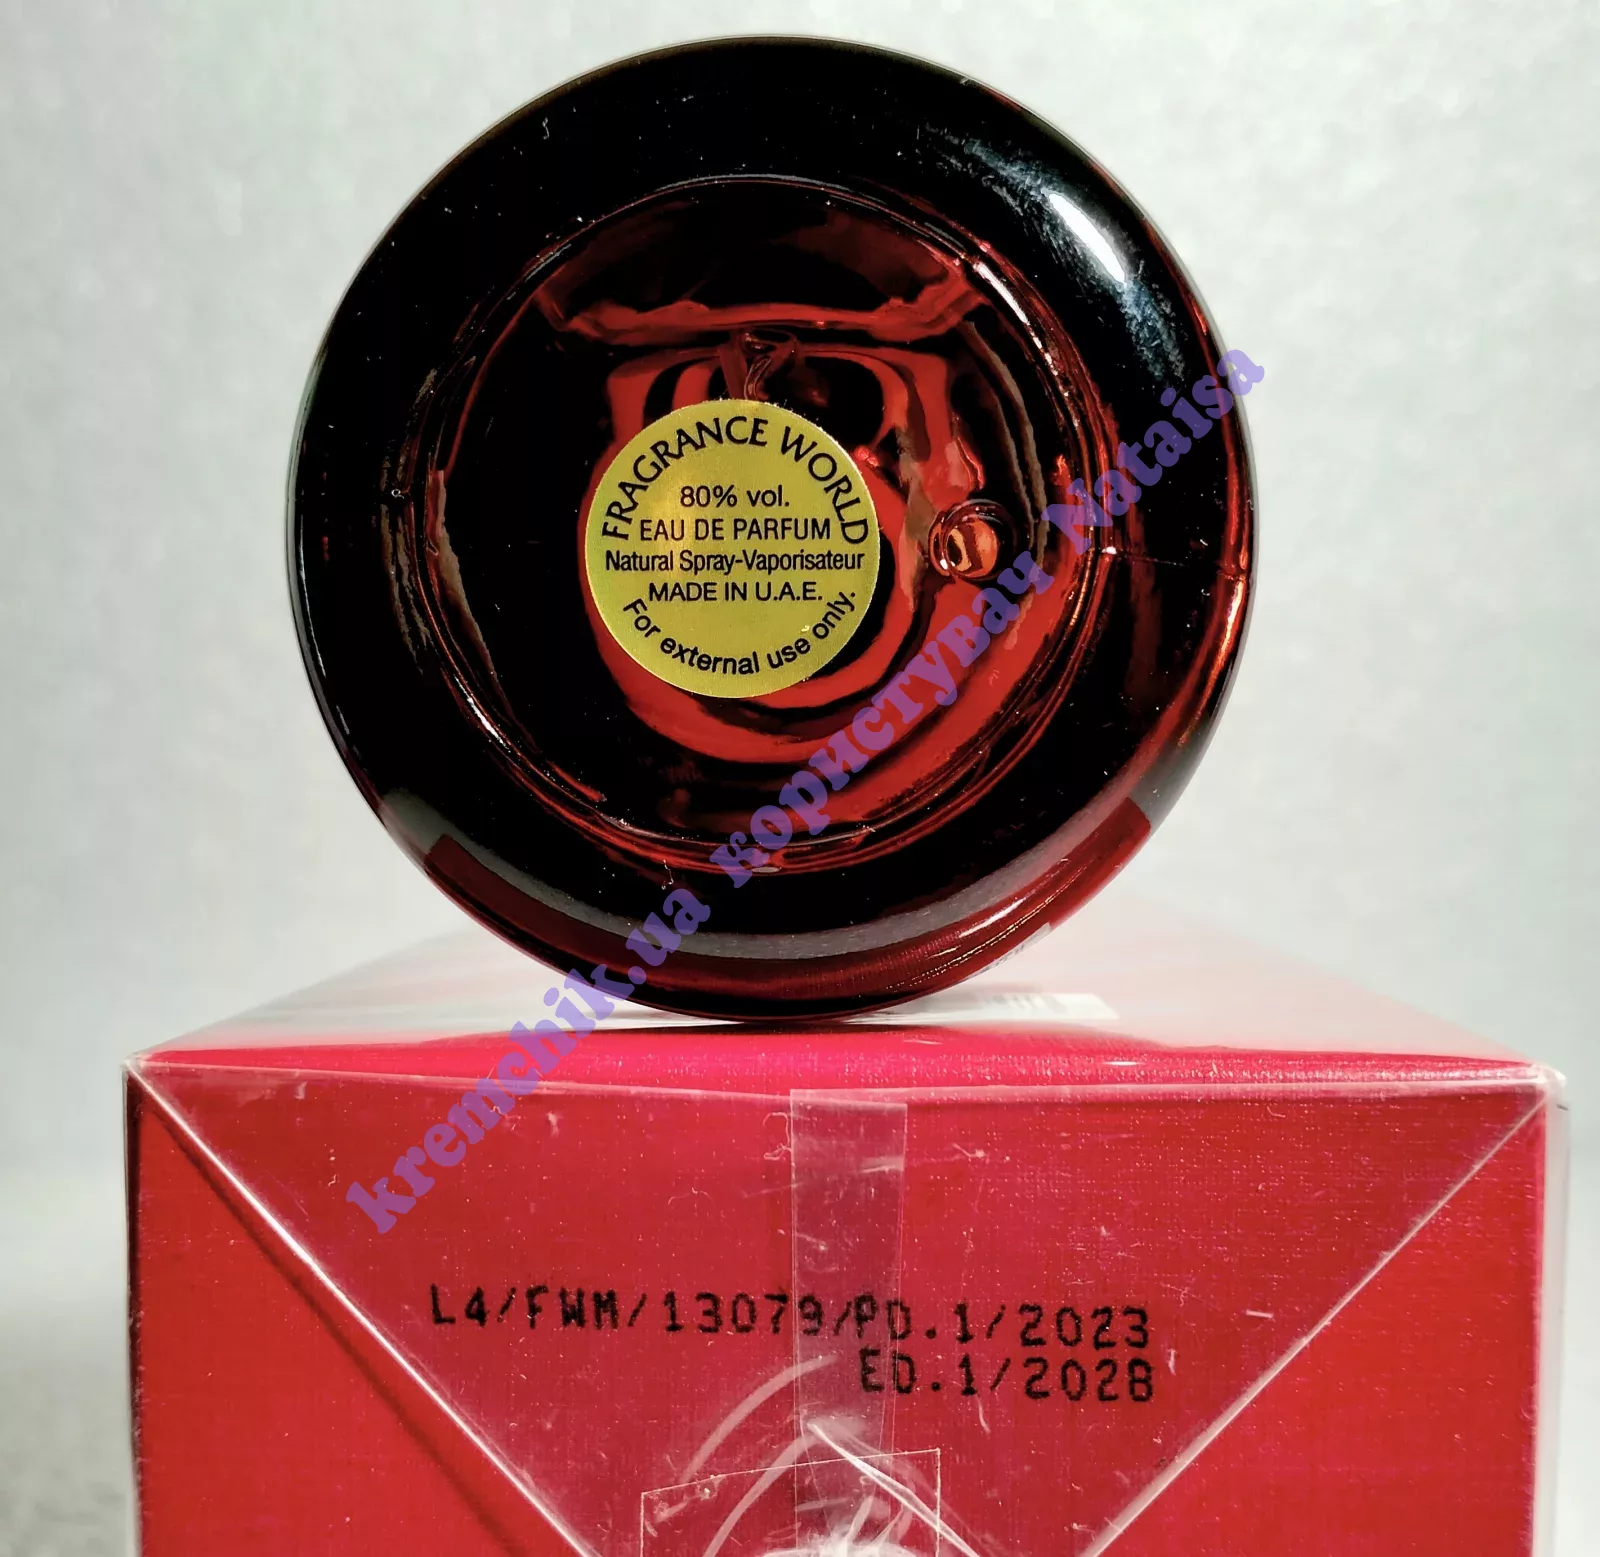 FRAGRANCE WORLD
80% vol.
EAU DE PARFUM
Natural Spray-Vaporisateur
MADE IN U.A.E.
For external use only.
kremchik.ua користувач Nataisa
L4/FWM/13079/PD.1/2023
ED.1/2028